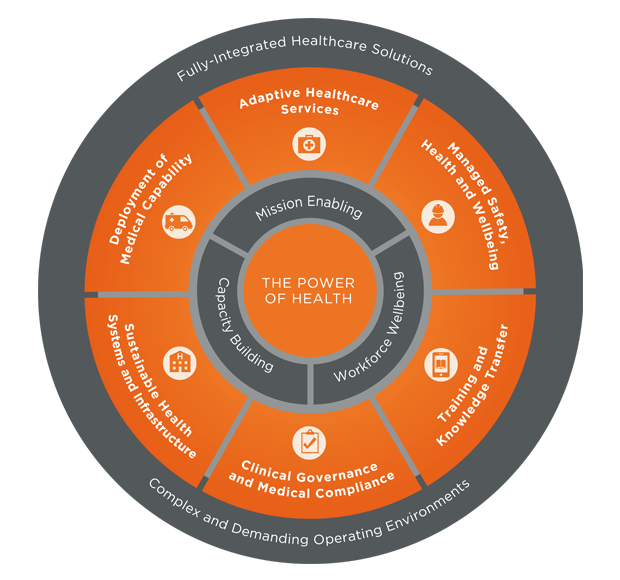 Fully-Integrated Healthcare Solutions
Adaptive Healthcare
Services
Managed Safety,
Health and Wellbeing
Training and
Knowledge Transfer
Clinical Governance
and Medical Compliance
Sustainable Health
Systems and Infrastructure
H
Deployment of
Medical Capability
Mission Enabling
Workforce Wellbeing
Capacity Building
THE POWER
OF HEALTH
Complex and Demanding Operating Environments